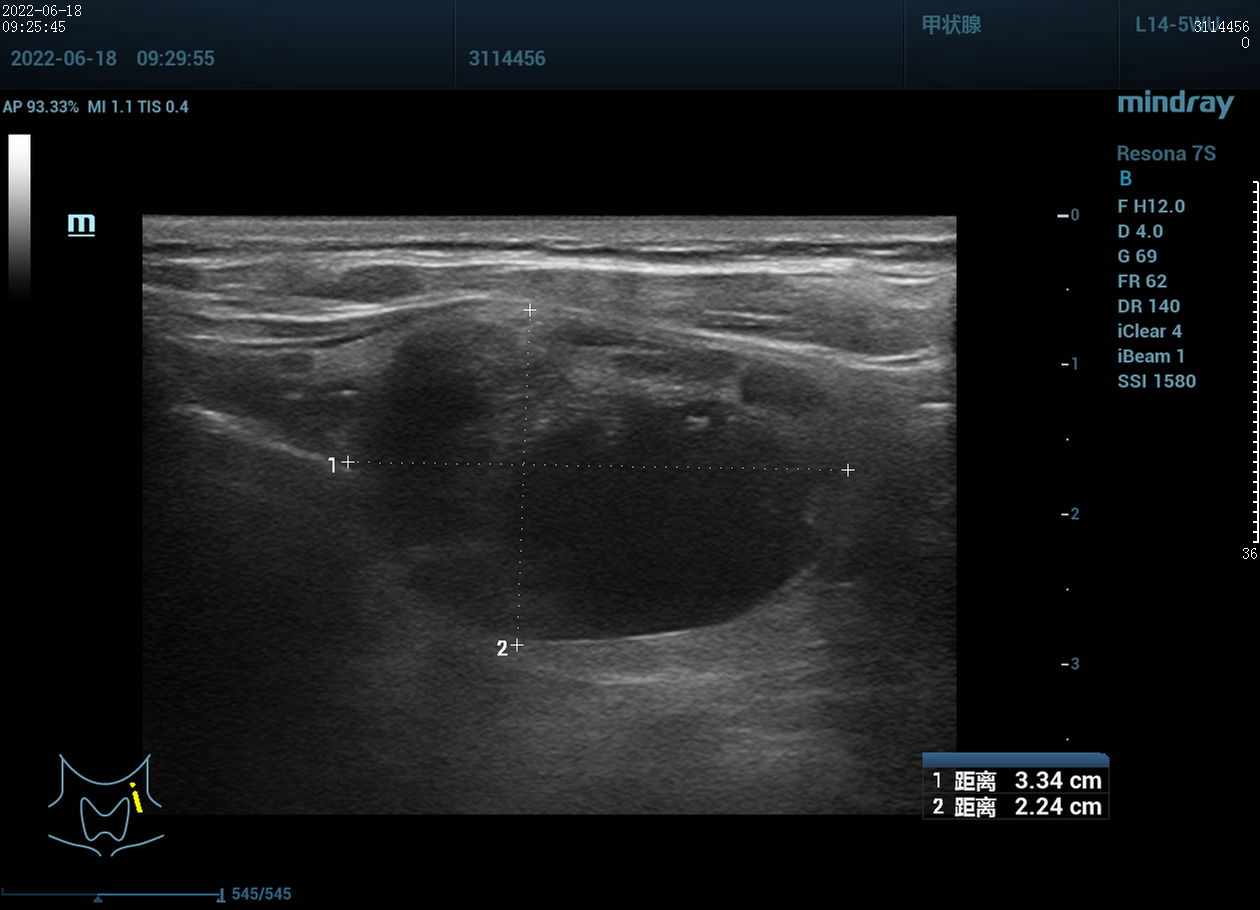 2022-06-18
09:25:45
2022-06-18 09:29:55
3114456
甲状腺
3114456
0
AP 93.33% MI 1.1 TIS 0.4
mindray
Resona 7S
B
F H12.0
D 4.0
G 69
FR 62
DR 140
iClear 4
iBeam 1
SSI 1580
m
0
1
2
3
36
1
2
1 距离 3.34 cm
2 距离 2.24 cm
545/545